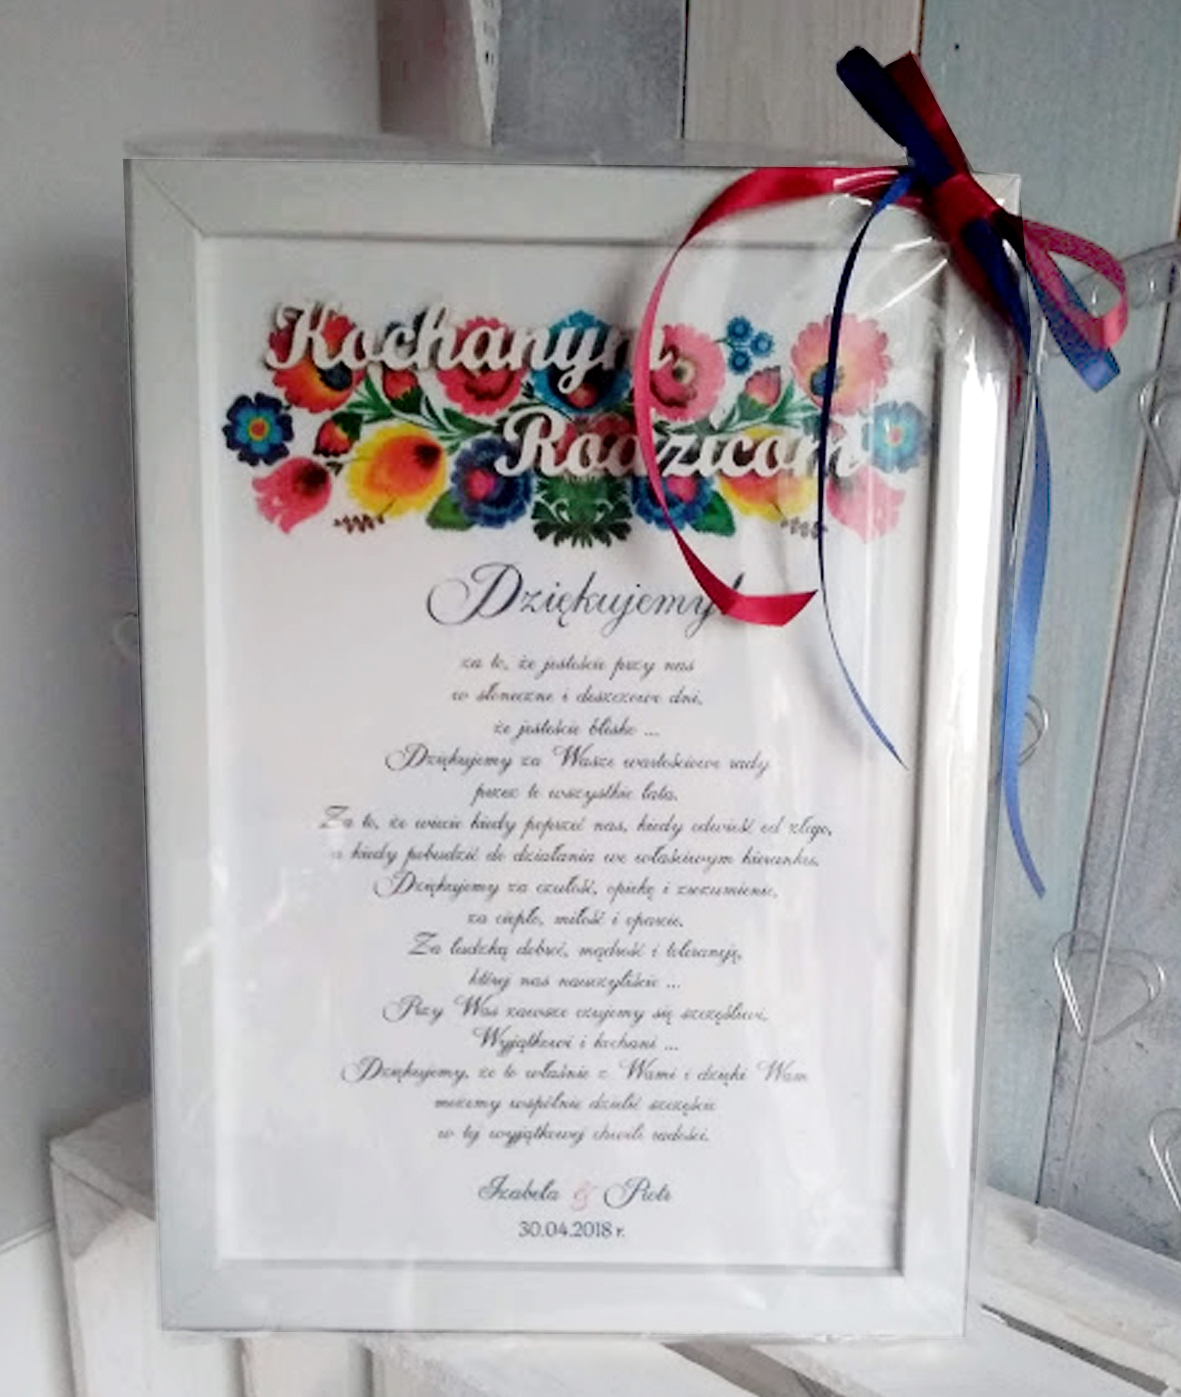 Kochanym
Rodzicom
Dziękujemy!
za to, że jesteście przy nas
w słoneczne i deszczowe dni,
że jesteście blisko ...
Dziękujemy za Wasze wartościowe rady
przez te wszystkie lata.
Za to, że wiecie kiedy poprzeć nas, kiedy odwieść od złego,
a kiedy pobudzić do działania we właściwym kierunku.
Dziękujemy za czułość, opiekę i zrozumienie,
za ciepło, miłość i oparcie.
Za ludzką dobroć, mądrość i tolerancję,
której nas nauczyliście ...
Przy Was zawsze czujemy się szczęśliwi,
Wyjątkowi i kochani ...
Dziękujemy, że to właśnie z Wami i dzięki Wam
możemy wspólnie dzielić szczęście
w tej wyjątkowej chwili radości.
Izabela & Piotr
30.04.2018 r.